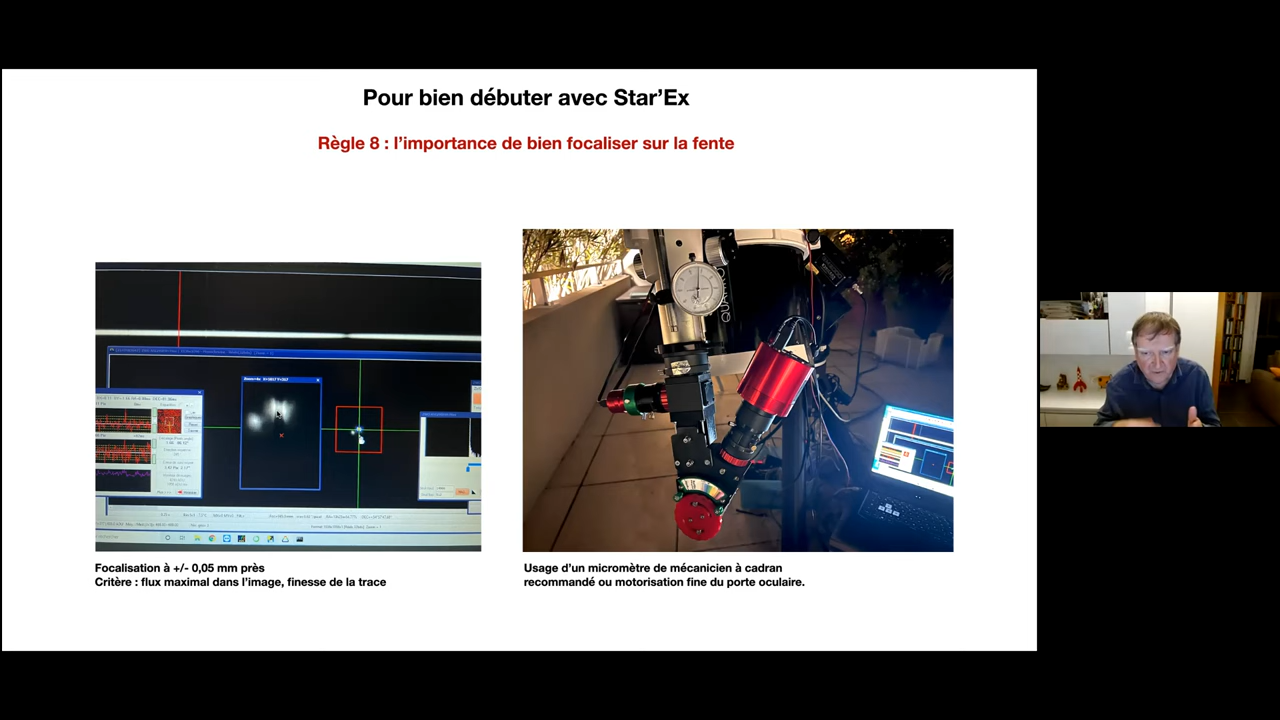 Pour bien débuter avec Star’Ex
Règle 8 : l’importance de bien focaliser sur la fente
QUARK
Focalisation à +/- 0,05 mm près
Critère : flux maximal dans l’image, finesse de la trace
Usage d’un micromètre de mécanicien à cadran
recommandé ou motorisation fine du porte oculaire.